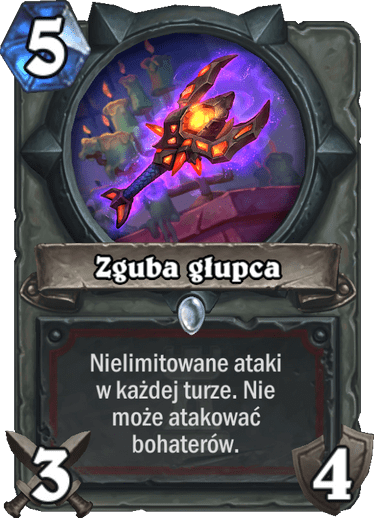 5
Zguba głupca
Nielimitowane ataki
w każdej turze. Nie
może atakować
bohaterów.
3
4